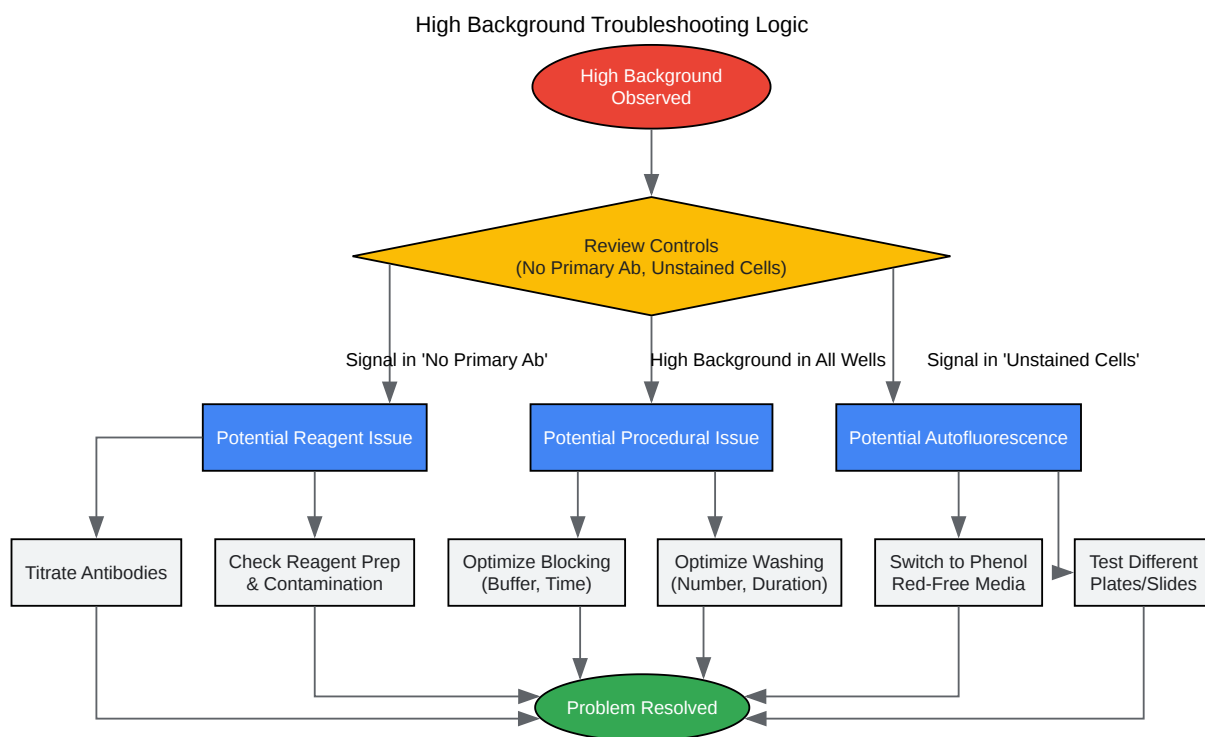 High Background Troubleshooting Logic
High Background
Observed
Review Controls
(No Primary Ab, Unstained Cells)
Signal in 'No Primary Ab'
High Background in All Wells
Signal in 'Unstained Cells'
Potential Reagent Issue
Potential Procedural Issue
Potential Autofluorescence
Titrate Antibodies
Check Reagent Prep
& Contamination
Optimize Blocking
(Buffer, Time)
Optimize Washing
(Number, Duration)
Switch to Phenol
Red-Free Media
Test Different
Plates/Slides
Problem Resolved